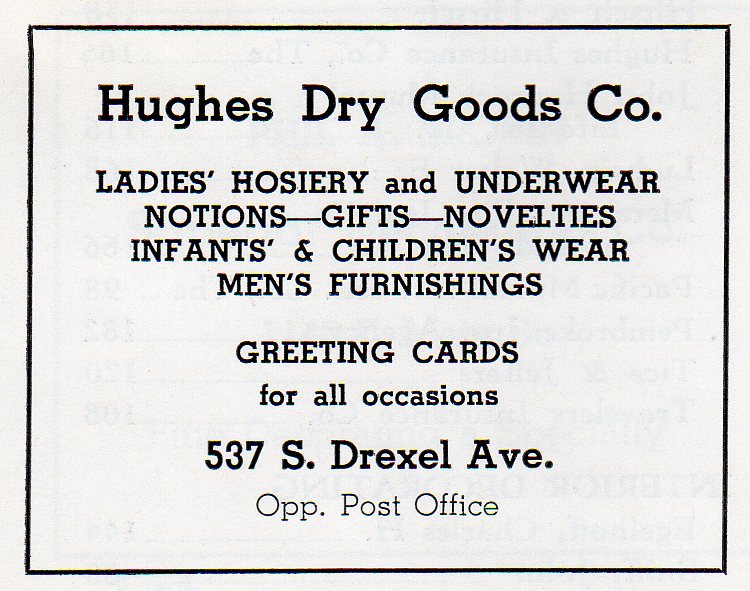 Hughes Dry Goods Co.
LADIES' HOSIERY and UNDERWEAR
NOTIONS—GIFTS—NOVELTIES
INFANTS' & CHILDREN'S WEAR
MEN'S FURNISHINGS
GREETING CARDS
for all occasions
537 S. Drexel Ave.
Opp. Post Office